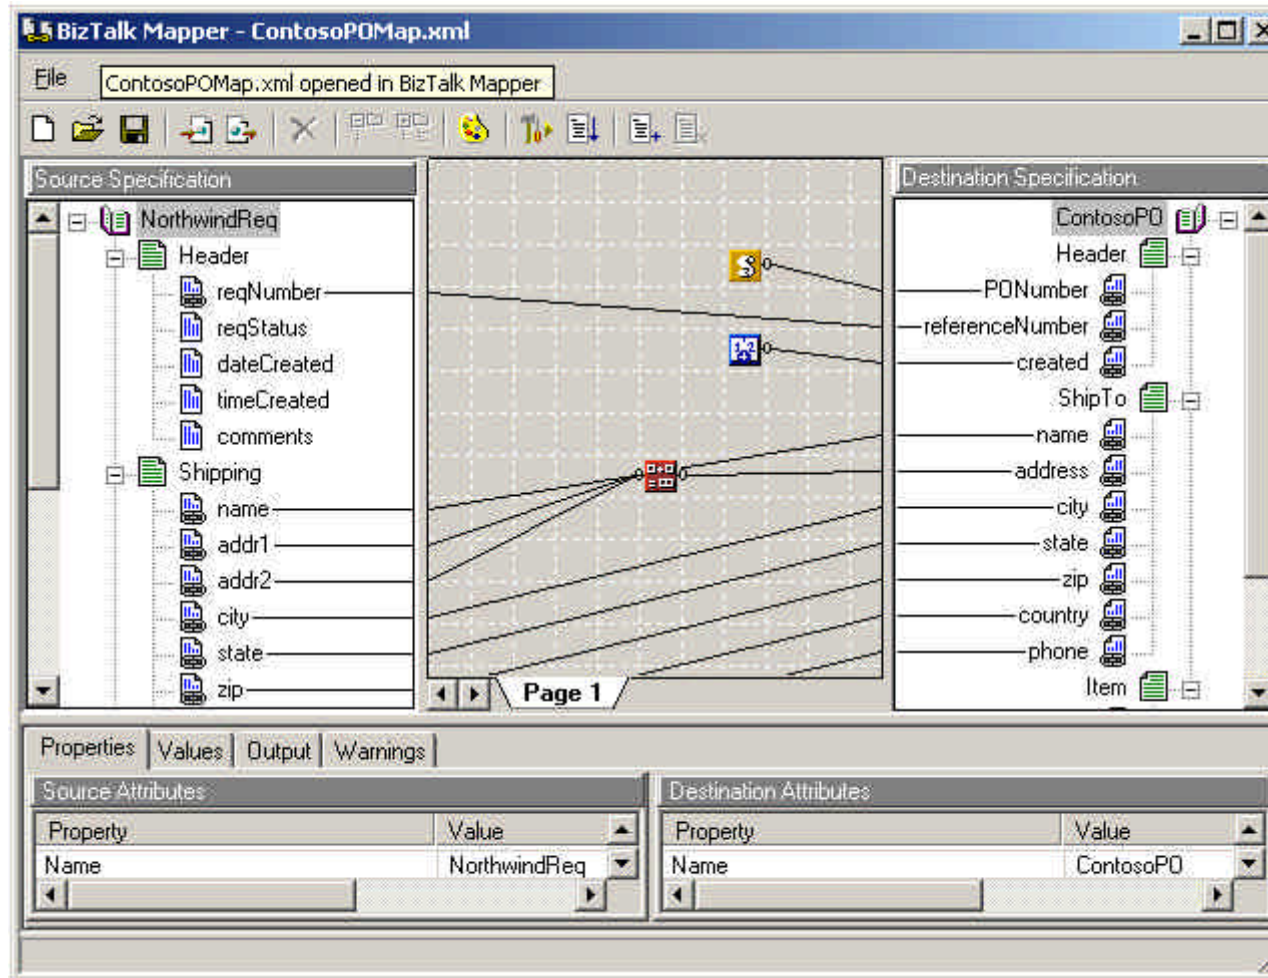 BizTalk Mapper - ContosoPOMap.xml
File
ContosoPOMap.xml opened in BizTalk Mapper
Source Specification
NorthwindReq
Header
reqNumber
reqStatus
dateCreated
timeCreated
comments
Shipping
name
addr1
addr2
city
state
zip
Page 1
Destination Specification
ContosoPO
Header
PONumber
referenceNumber
created
ShipTo
name
address
city
state
zip
country
phone
Item
Properties Values Output Warnings
Source Attributes
Property Value
Name NorthwindReq
Destination Attributes
Property Value
Name ContosoPO